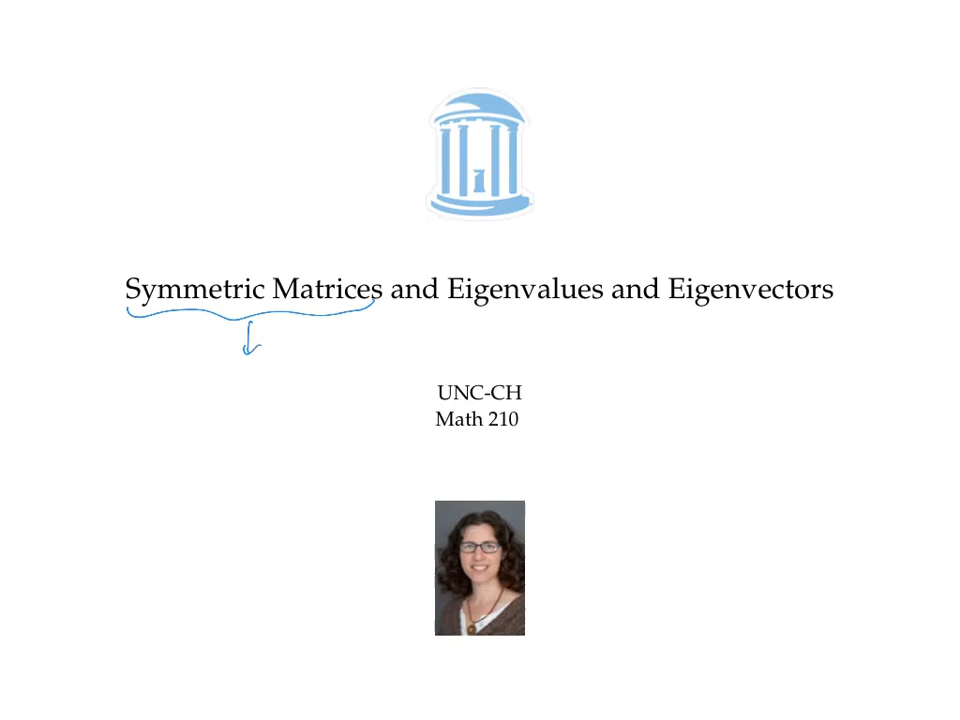 Symmetric Matrices and Eigenvalues and Eigenvectors
UNC-CH
Math 210